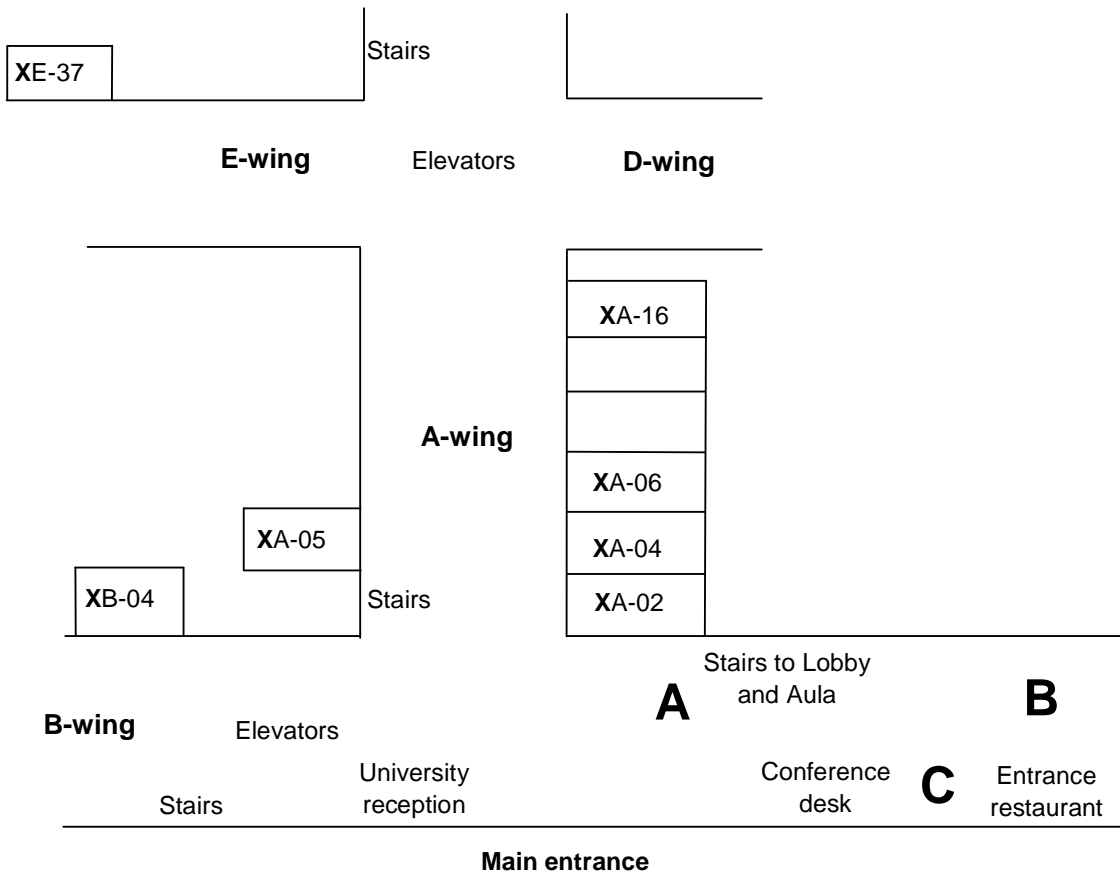 Stairs
XE-37
E-wing
Elevators
D-wing
XA-16
A-wing
XA-06
XA-05
XA-04
XB-04
Stairs
XA-02
Stairs to Lobby
and Aula
A
B
B-wing
Elevators
University
reception
Conference
desk
C
Entrance
restaurant
Stairs
Main entrance